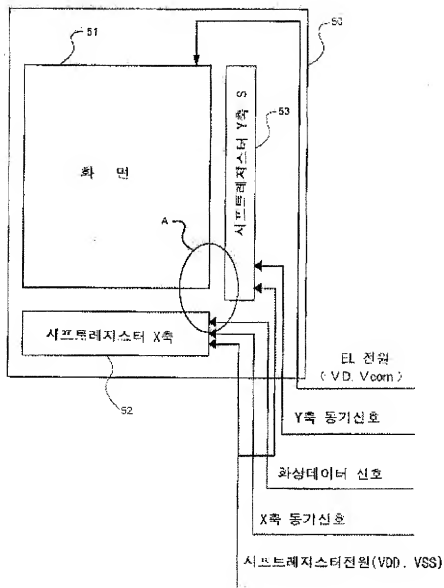 51
50
화 면
시프트레지스터 Y축 S
53
A
시프트레지스터 X축
52
EL 전원
(VD, Vcom)
Y축 동기신호
화상데이터 신호
X축 동기신호
시프트레지스터전원(VDD, VSS)